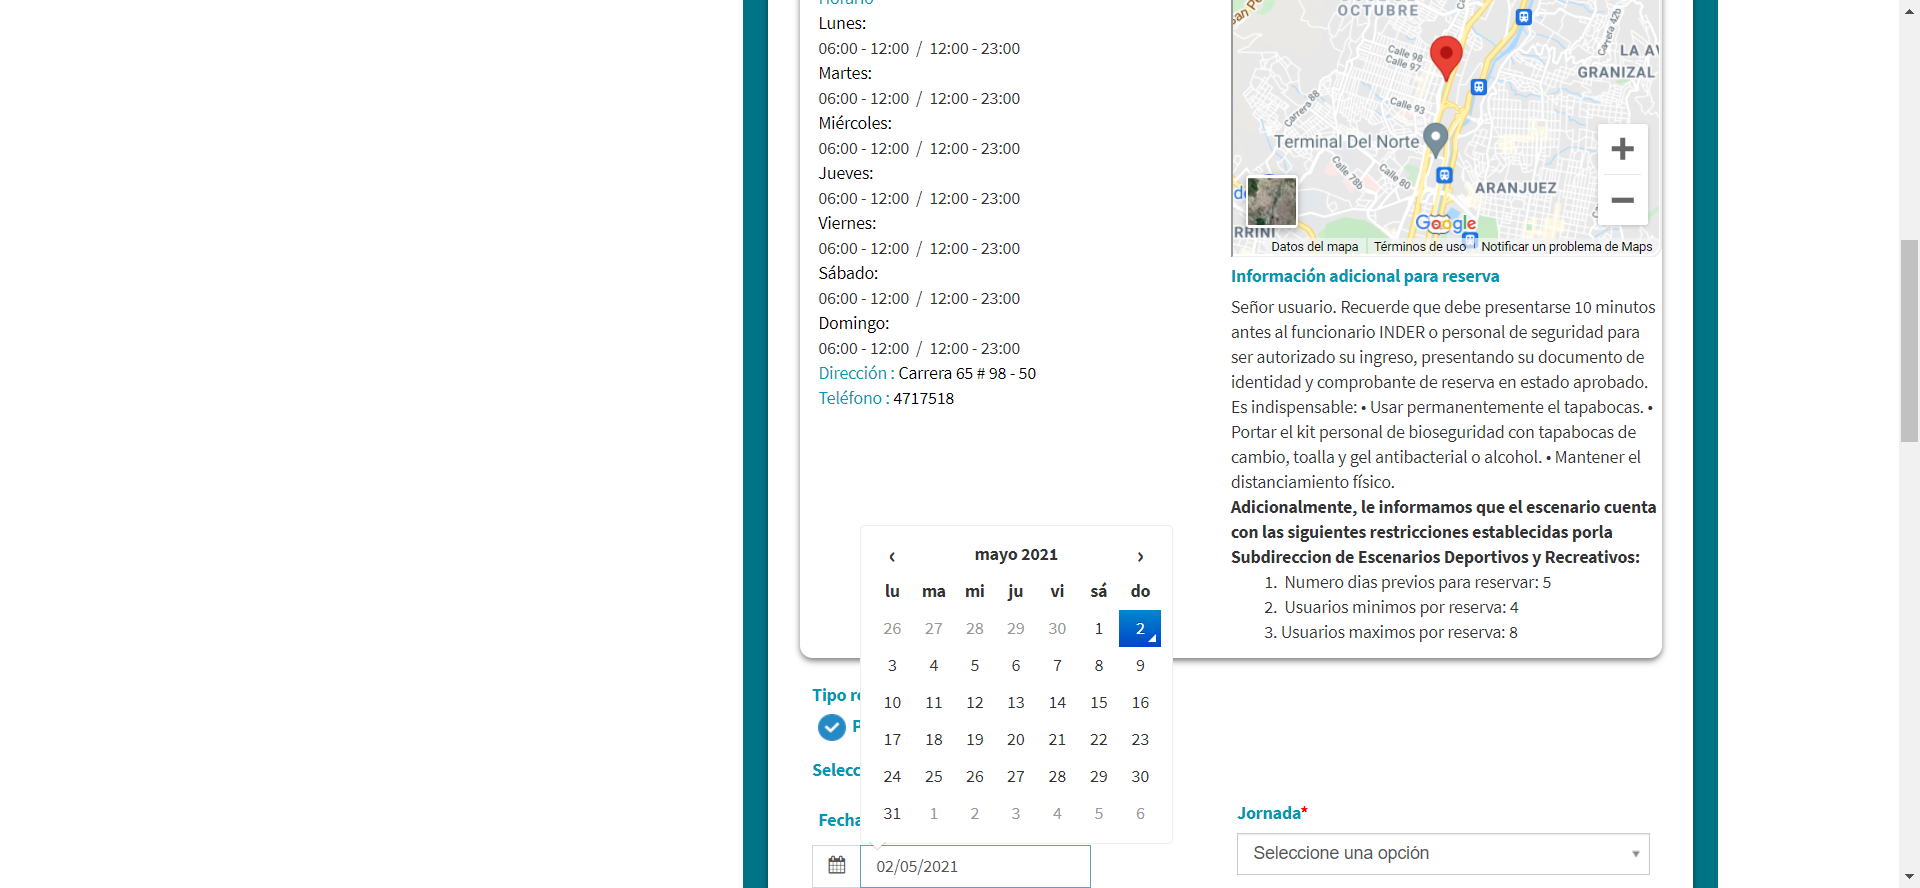 Horario
Lunes:
06:00 - 12:00 / 12:00 - 23:00
Martes:
06:00 - 12:00 / 12:00 - 23:00
Miércoles:
06:00 - 12:00 / 12:00 - 23:00
Jueves:
06:00 - 12:00 / 12:00 - 23:00
Viernes:
06:00 - 12:00 / 12:00 - 23:00
Sábado:
06:00 - 12:00 / 12:00 - 23:00
Domingo:
06:00 - 12:00 / 12:00 - 23:00
Dirección : Carrera 65 # 98 - 50
Teléfono : 4717518
OCTUBRE
Carrera 42b
Calle 98
Calle 97
LA AV
GRANIZAL
Carrera 88
Calle 93
Terminal Del Norte
Calle 78b
Calle 80
ARANJUEZ
de
RRINI
Google
Datos del mapa
Términos de uso
Notificar un problema de Maps
Información adicional para reserva
Señor usuario. Recuerde que debe presentarse 10 minutos
antes al funcionario INDER o personal de seguridad para
ser autorizado su ingreso, presentando su documento de
identidad y comprobante de reserva en estado aprobado.
Es indispensable: • Usar permanentemente el tapabocas. •
Portar el kit personal de bioseguridad con tapabocas de
cambio, toalla y gel antibacterial o alcohol. • Mantener el
distanciamiento físico.
Adicionalmente, le informamos que el escenario cuenta
con las siguientes restricciones establecidas porla
Subdireccion de Escenarios Deportivos y Recreativos:
1. Numero dias previos para reservar: 5
2. Usuarios minimos por reserva: 4
3. Usuarios maximos por reserva: 8
‹ mayo 2021 ›
lu ma mi ju vi sá do
26 27 28 29 30 1 2
3 4 5 6 7 8 9
10 11 12 13 14 15 16
17 18 19 20 21 22 23
24 25 26 27 28 29 30
31 1 2 3 4 5 6
Tipo re
P
Selecc
Fecha
02/05/2021
Jornada*
Seleccione una opción